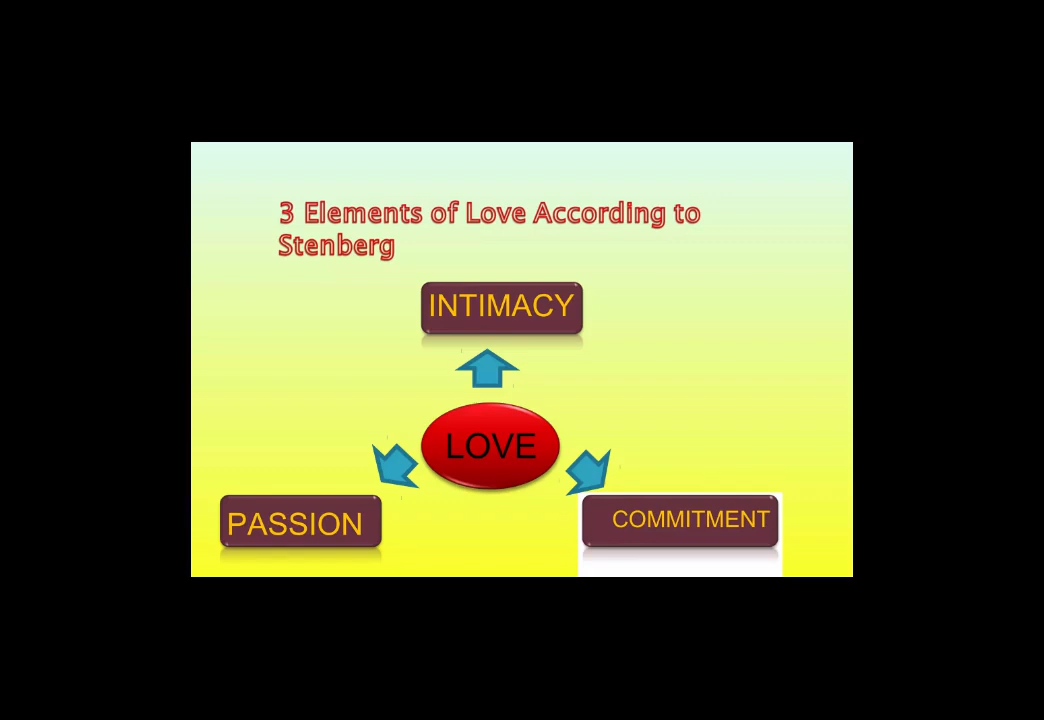 3 Elements of Love According to
Stenberg
INTIMACY
LOVE
PASSION
COMMITMENT